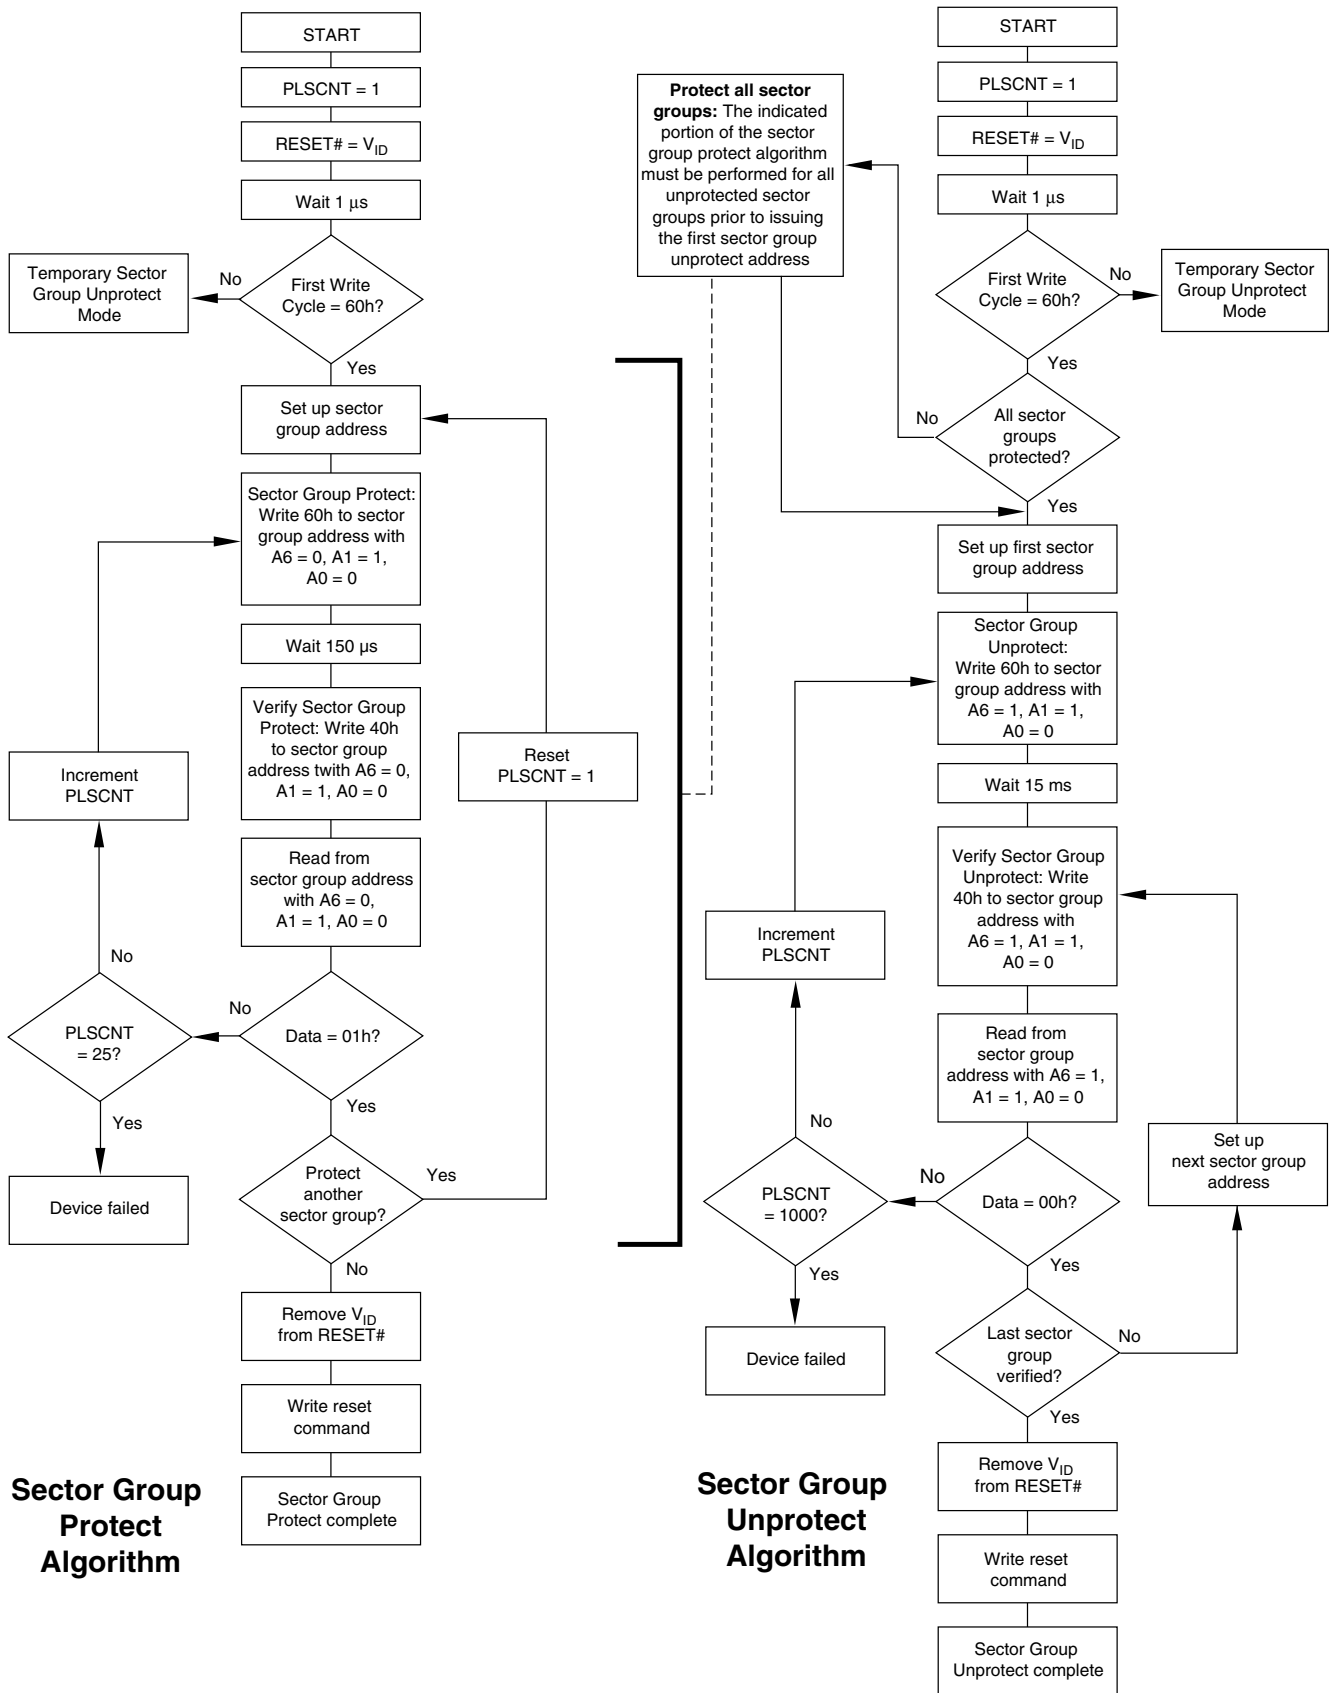 START
PLSCNT = 1
RESET# = VID
Wait 1 µs
First Write
Cycle = 60h?
No
Temporary Sector
Group Unprotect
Mode
Yes
Set up sector
group address
Sector Group Protect:
Write 60h to sector
group address with
A6 = 0, A1 = 1,
A0 = 0
Wait 150 µs
Verify Sector Group
Protect: Write 40h
to sector group
address twith A6 = 0,
A1 = 1, A0 = 0
Increment
PLSCNT
Reset
PLSCNT = 1
Read from
sector group address
with A6 = 0,
A1 = 1, A0 = 0
No
PLSCNT
= 25?
No
Data = 01h?
Yes
Yes
Device failed
Protect
another
sector group?
Yes
No
Remove VID
from RESET#
Write reset
command
Sector Group
Protect complete
Sector Group
Protect
Algorithm
Protect all sector
groups: The indicated
portion of the sector
group protect algorithm
must be performed for all
unprotected sector
groups prior to issuing
the first sector group
unprotect address
START
PLSCNT = 1
RESET# = VID
Wait 1 µs
First Write
Cycle = 60h?
No
Temporary Sector
Group Unprotect
Mode
Yes
All sector
groups
protected?
No
Yes
Set up first sector
group address
Sector Group
Unprotect:
Write 60h to sector
group address with
A6 = 1, A1 = 1,
A0 = 0
Wait 15 ms
Verify Sector Group
Unprotect: Write
40h to sector group
address with
A6 = 1, A1 = 1,
A0 = 0
Increment
PLSCNT
Read from
sector group
address with A6 = 1,
A1 = 1, A0 = 0
No
PLSCNT
= 1000?
No
Data = 00h?
Set up
next sector group
address
Yes
Yes
Device failed
Last sector
group
verified?
No
Yes
Remove VID
from RESET#
Write reset
command
Sector Group
Unprotect complete
Sector Group
Unprotect
Algorithm